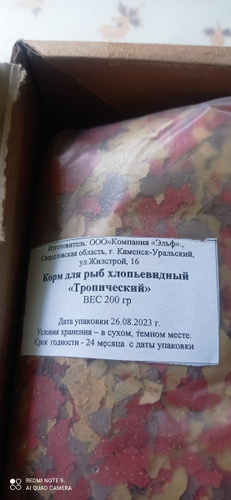 Изготовитель: ООО»Компания «Эльф».,
Свердловская область, г. Каменск-Уральский,
ул.Жилстрой, 16
Корм для рыб хлопьевидный
«Тропический»
ВЕС 200 гр
Дата упаковки 26.08.2023 г.
Условия хранения – в сухом, темном месте.
Срок годности - 24 месяца с даты упаковки
REDMI NOTE 9
AI QUAD CAMERA